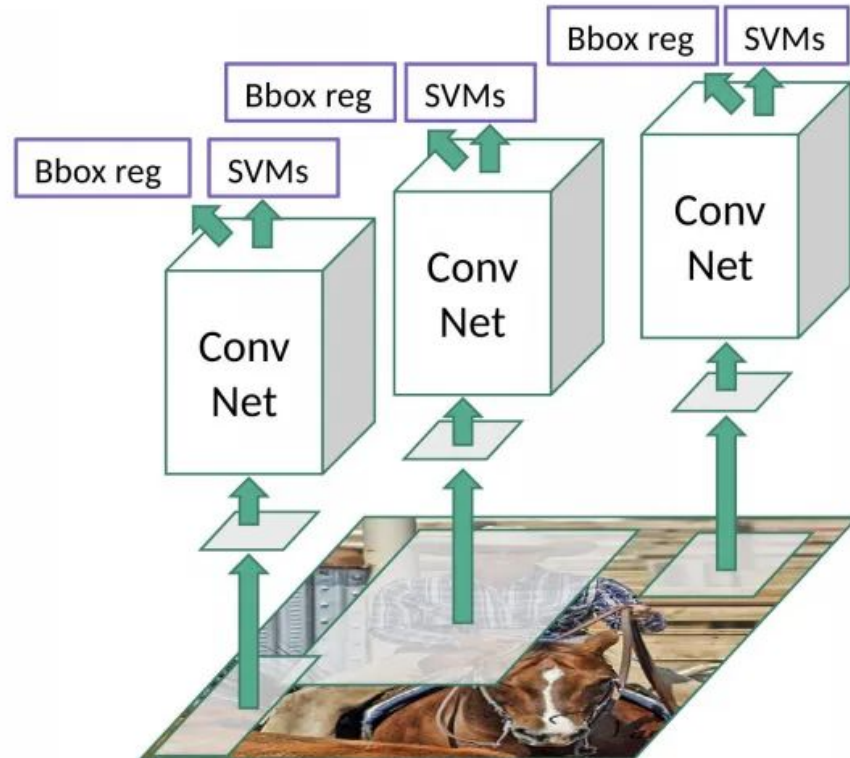 Bbox reg
SVMs
Bbox reg
SVMs
Bbox reg
SVMs
Conv
Net
Conv
Net
Conv
Net